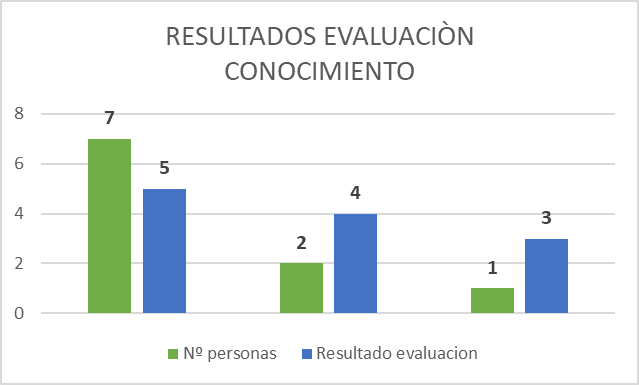 RESULTADOS EVALUACIÒN
CONOCIMIENTO
8
6
4
2
0
7
5
2
4
1
3
Nº personas
Resultado evaluacion